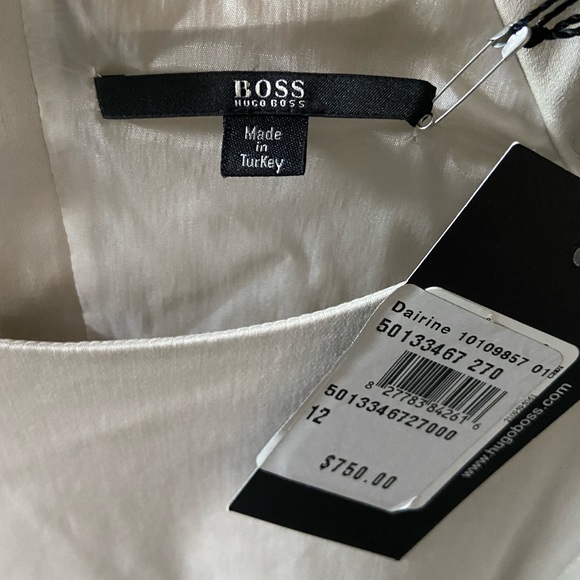 BOSS
HUGO BOSS
Made
in
Turkey
Dairine 10109857 01
50133467 270
8 27783 84261 6
5013346727000
12
$750.00
www.hugoboss.com